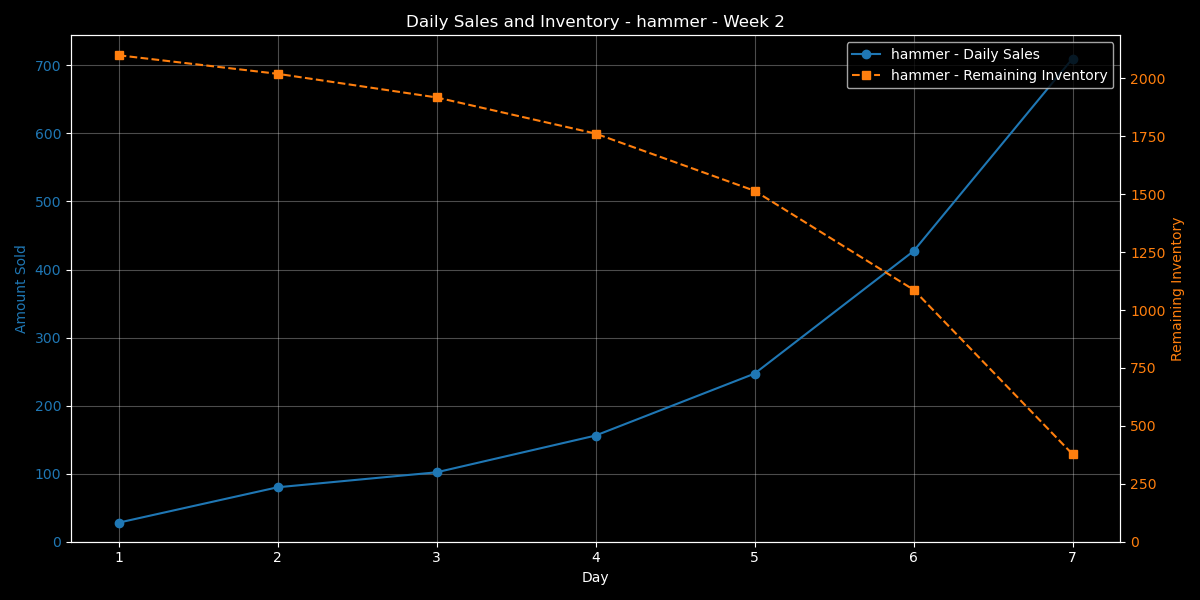 Daily Sales and Inventory - hammer - Week 2
hammer - Daily Sales
hammer - Remaining Inventory
Amount Sold
700
600
500
400
300
200
100
0
Remaining Inventory
2000
1750
1500
1250
1000
750
500
250
0
1 2 3 4 5 6 7
Day